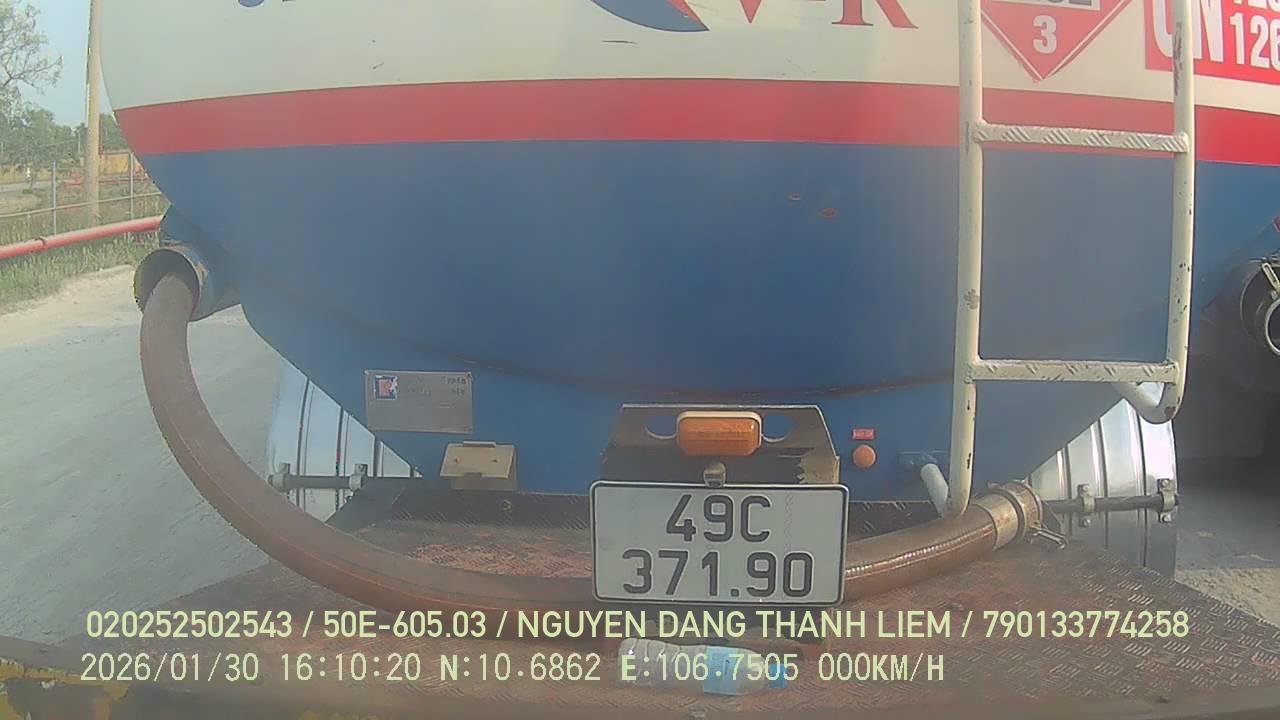 3
UN
126
49C
371.90
020252502543 / 50E-605.03 / NGUYEN DANG THANH LIEM / 790133774258
2026/01/30 16:10:20 N:10.6862 E:106.7505 000KM/H